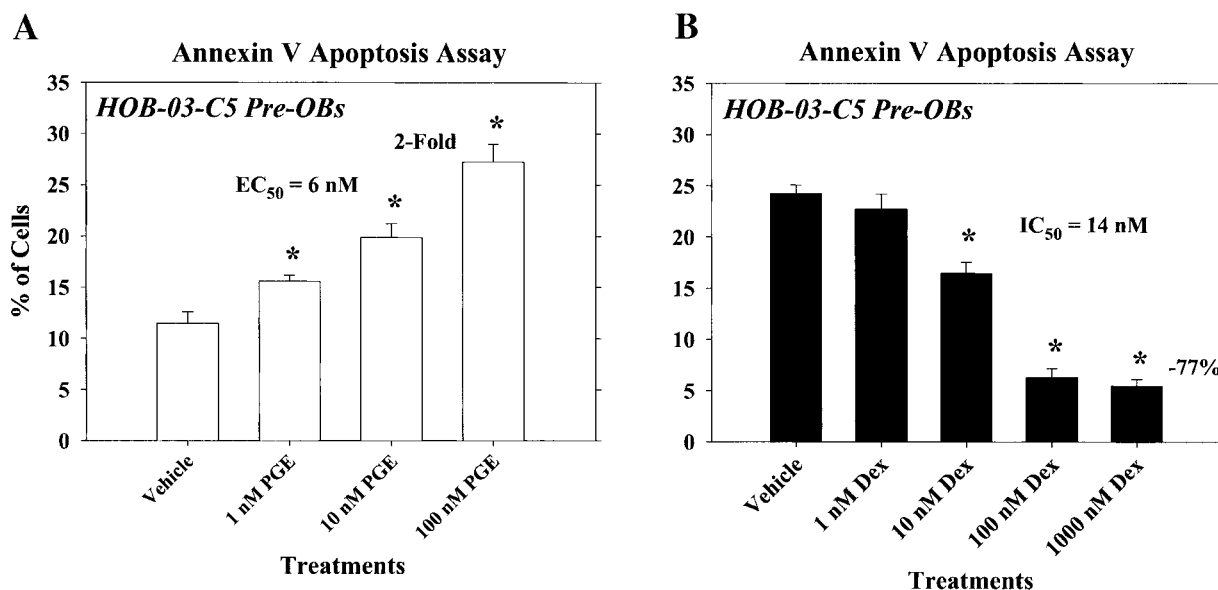 A
Annexin V Apoptosis Assay
HOB-03-C5 Pre-OBs
% of Cells
35
30
25
20
15
10
5
0
EC50 = 6 nM
2-Fold
*
*
*
Vehicle
1 nM PGE
10 nM PGE
100 nM PGE
Treatments
B
Annexin V Apoptosis Assay
HOB-03-C5 Pre-OBs
35
30
25
20
15
10
5
0
IC50 = 14 nM
*
*
*
-77%
Vehicle
1 nM Dex
10 nM Dex
100 nM Dex
1000 nM Dex
Treatments